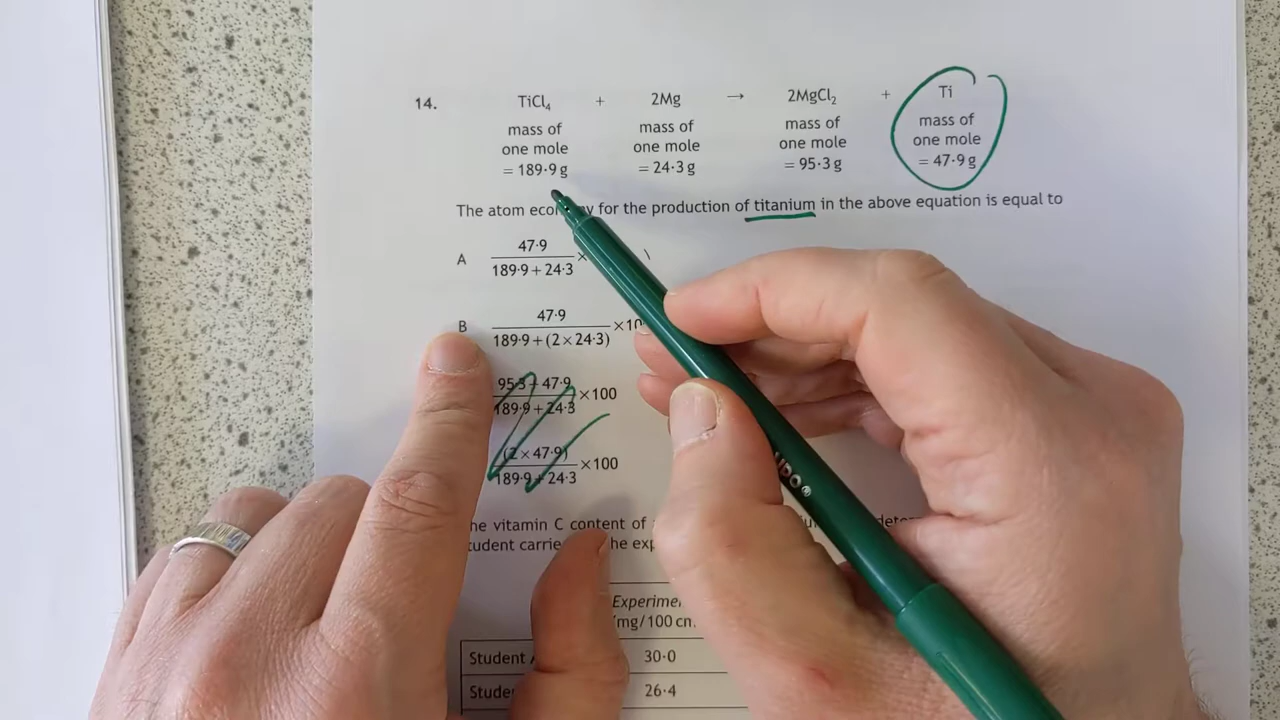 14. TiCl₄ + 2Mg → 2MgCl₂ + Ti
mass of mass of mass of mass of
one mole one mole one mole one mole
= 189·9 g = 24·3 g = 95·3 g = 47·9 g
The atom for the production of titanium in the above equation is equal to
A 47·9
189·9 + 24·3 ×
B 47·9
189·9 + (2 × 24·3) ×10
95·3 + 47·9
189·9 + 24·3 ×100
(2 × 47·9)
189·9 + 24·3 ×100
he vitamin C content of
tudent carrie he exp
Experime
mg/100 cm
Student 30·0
Stude 26·4